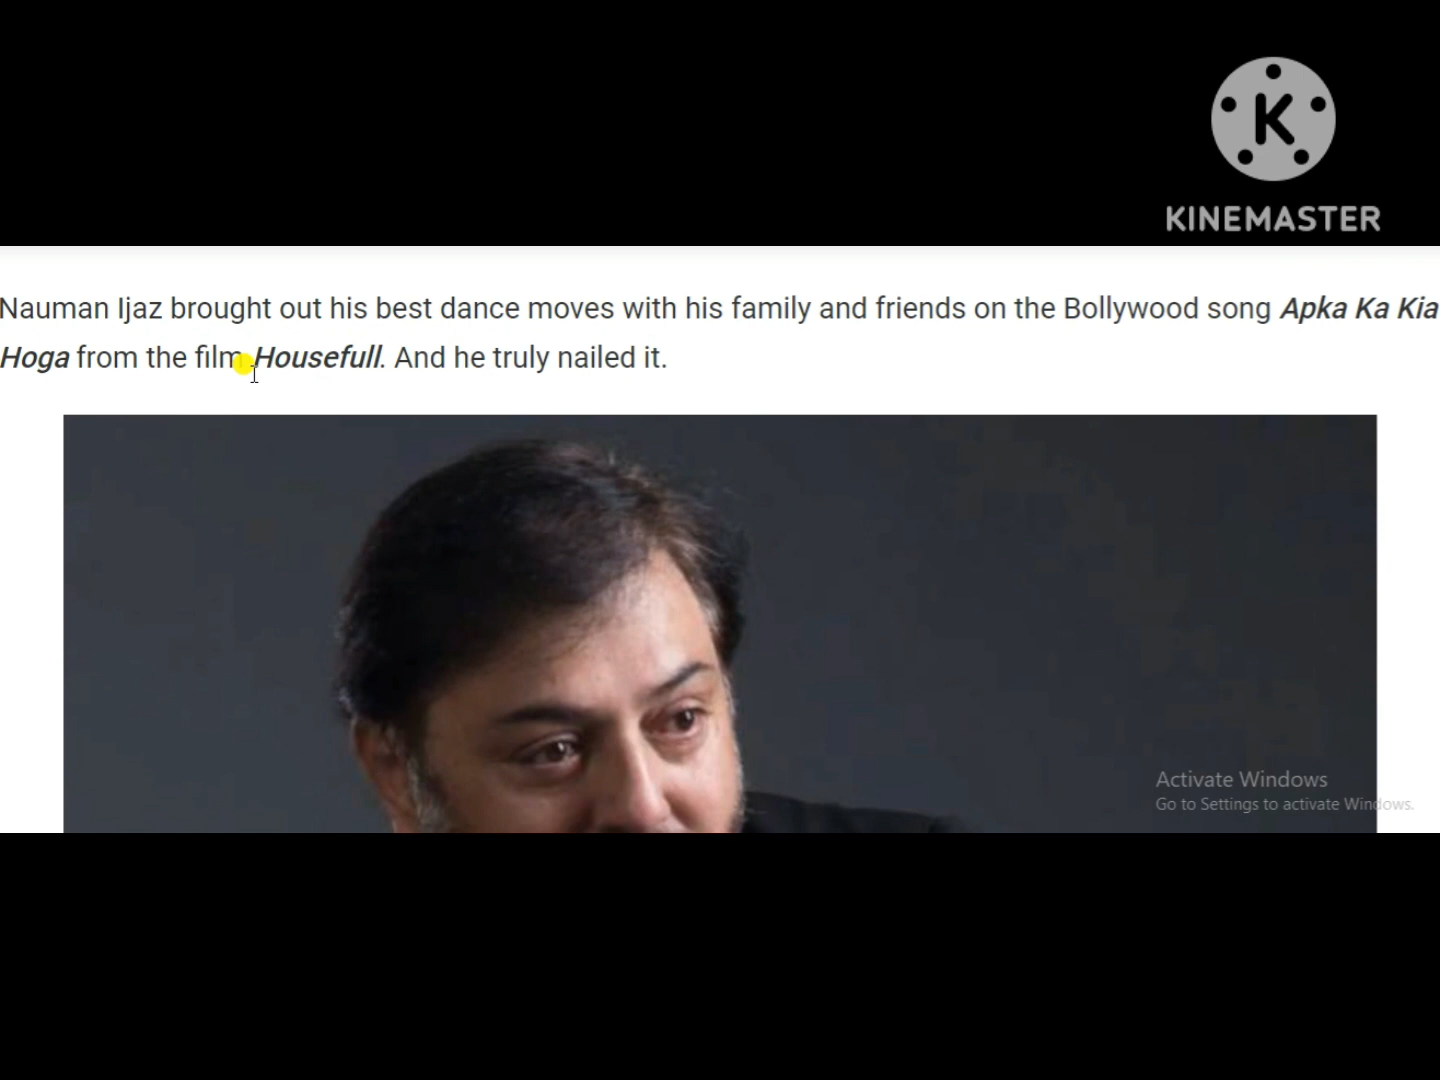 K
KINEMASTER
Nauman Ijaz brought out his best dance moves with his family and friends on the Bollywood song Apka Ka Kia
Hoga from the film Housefull. And he truly nailed it.
Activate Windows
Go to Settings to activate Windows.